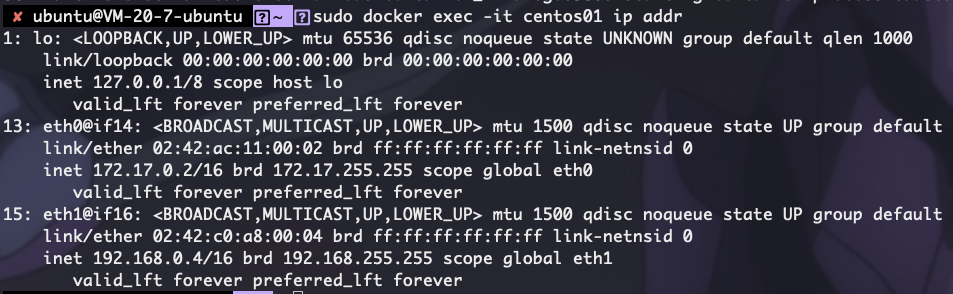 ✘ ubuntu@VM-20-7-ubuntu ~ sudo docker exec -it centos01 ip addr
1: lo: <LOOPBACK,UP,LOWER_UP> mtu 65536 qdisc noqueue state UNKNOWN group default qlen 1000
link/loopback 00:00:00:00:00:00 brd 00:00:00:00:00:00
inet 127.0.0.1/8 scope host lo
valid_lft forever preferred_lft forever
13: eth0@if14: <BROADCAST,MULTICAST,UP,LOWER_UP> mtu 1500 qdisc noqueue state UP group default
link/ether 02:42:ac:11:00:02 brd ff:ff:ff:ff:ff:ff link-netnsid 0
inet 172.17.0.2/16 brd 172.17.255.255 scope global eth0
valid_lft forever preferred_lft forever
15: eth1@if16: <BROADCAST,MULTICAST,UP,LOWER_UP> mtu 1500 qdisc noqueue state UP group default
link/ether 02:42:c0:a8:00:04 brd ff:ff:ff:ff:ff:ff link-netnsid 0
inet 192.168.0.4/16 brd 192.168.255.255 scope global eth1
valid_lft forever preferred_lft forever